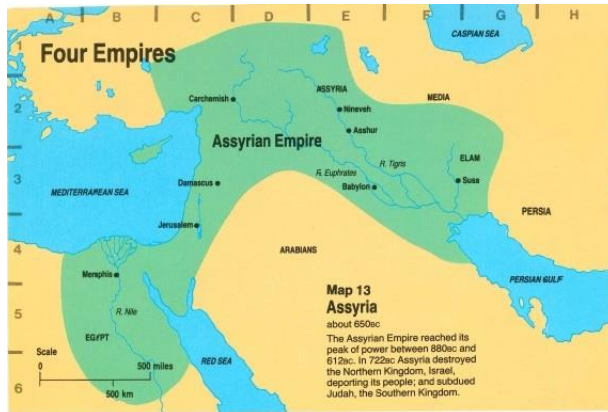 A B C D E F G H
1
2
3
4
5
6
Four Empires
CASPIAN SEA
Carchemish
ASSYRIA
Nineveh
MEDIA
Asshur
Assyrian Empire
R. Euphrates
R. Tigris
ELAM
Susa
Babylon
Damascus
MEDITERRANEAN SEA
Jerusalem
PERSIA
ARABIANS
Memphis
PERSIAN GULF
R. Nile
EGYPT
RED SEA
Scale
0 500 miles
500 km
Map 13
Assyria
about 650BC
The Assyrian Empire reached its
peak of power between 880BC and
612BC. In 722BC Assyria destroyed
the Northern Kingdom, Israel,
deporting its people; and subdued
Judah, the Southern Kingdom.